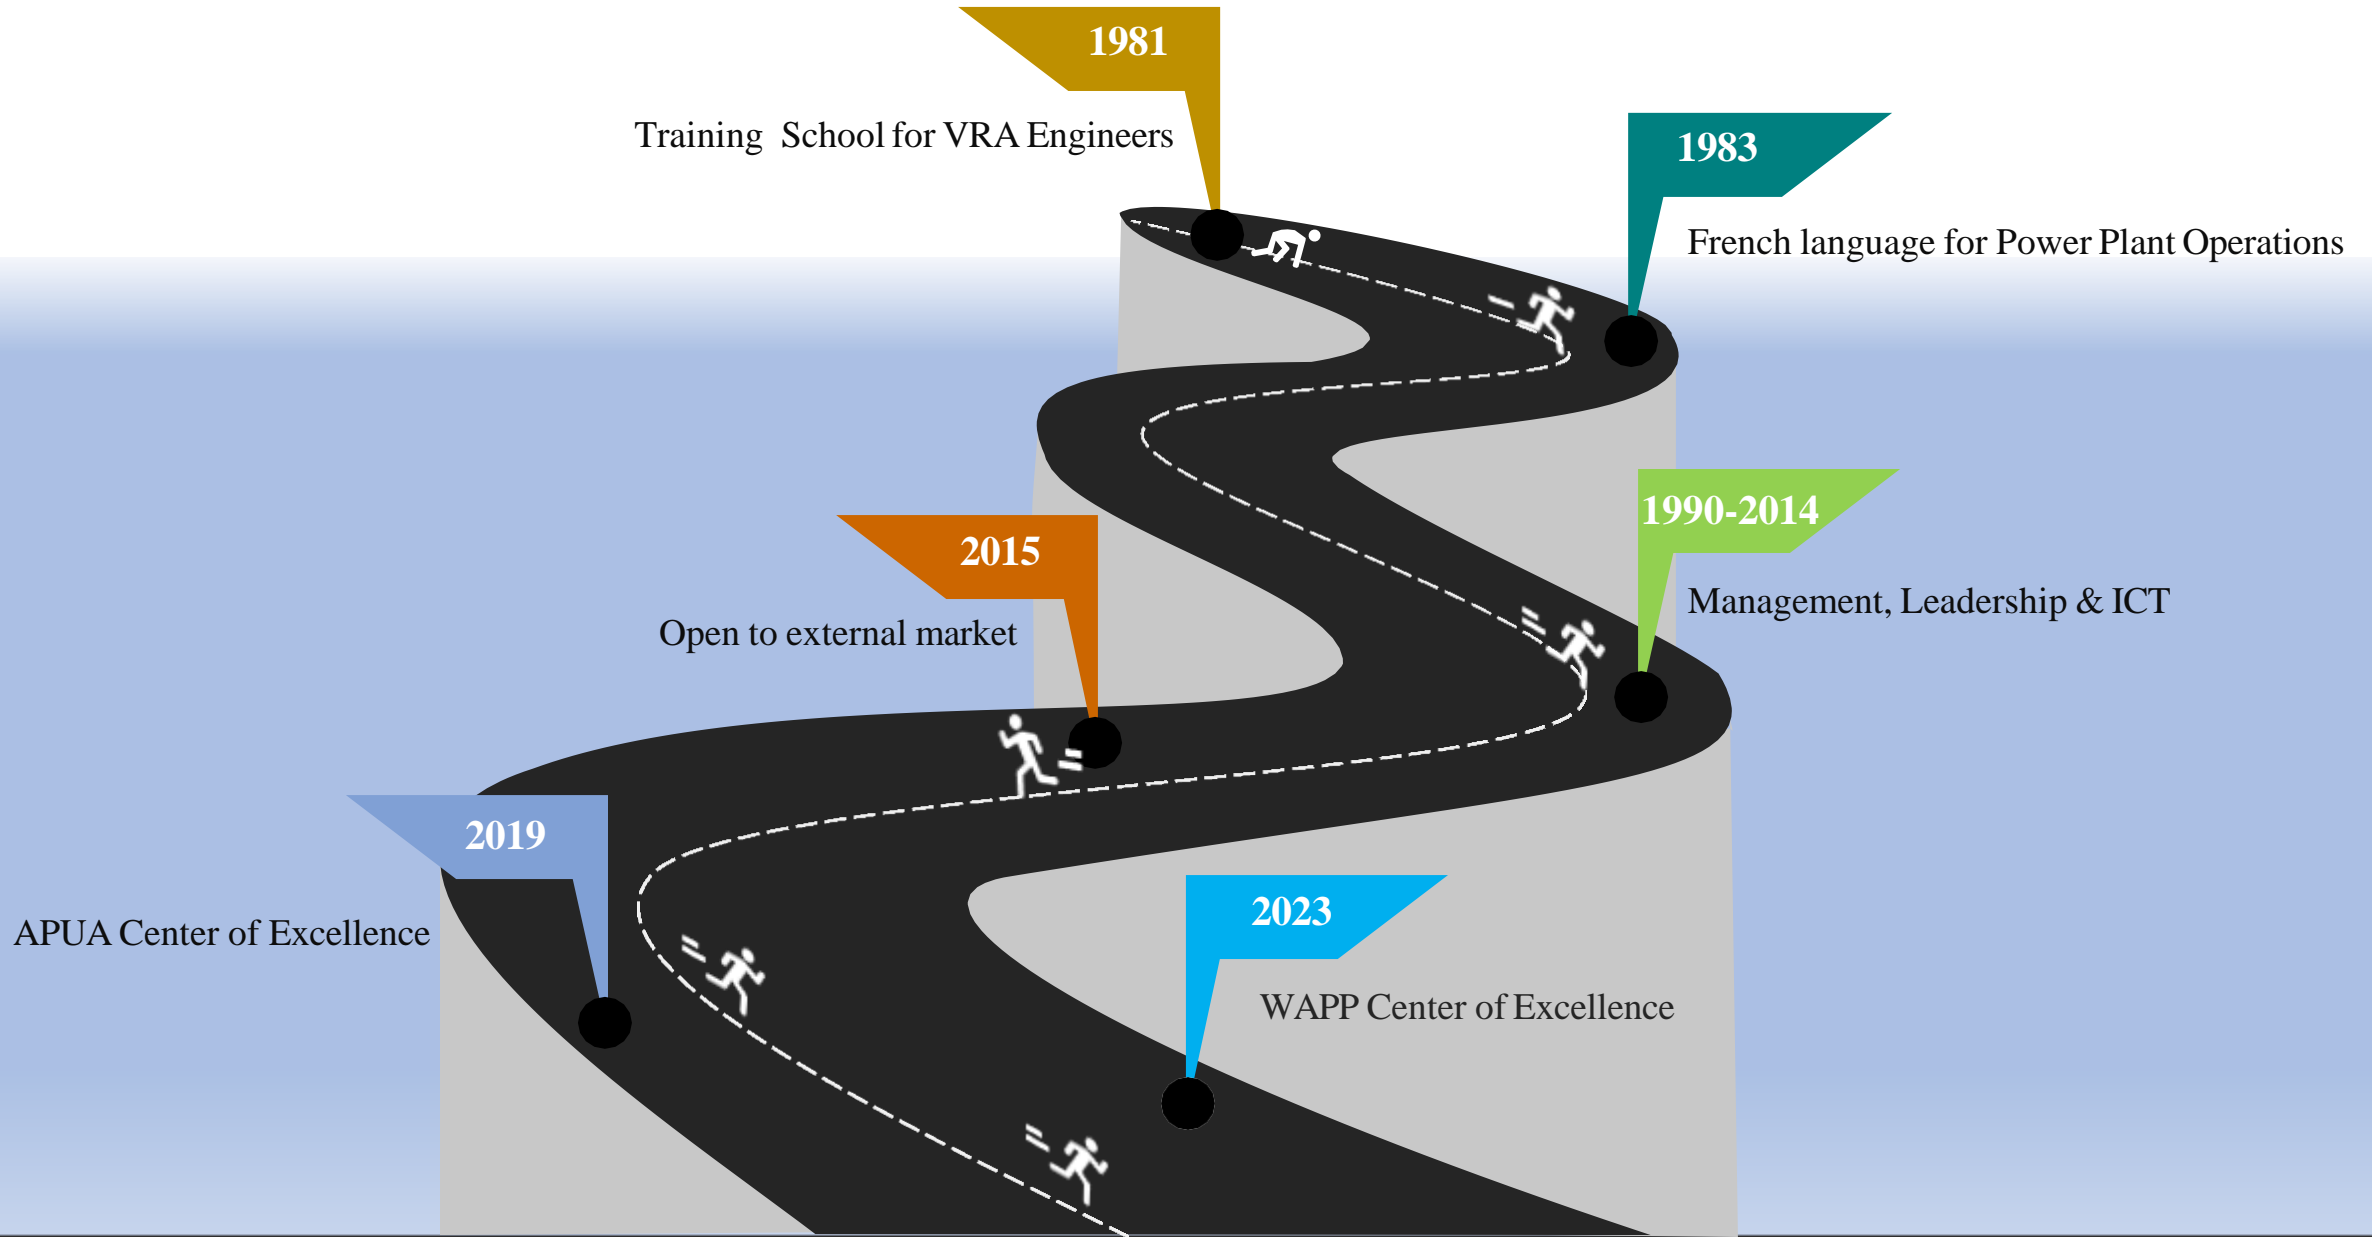 1981
Training School for VRA Engineers
1983
French language for Power Plant Operations
1990-2014
Management, Leadership & ICT
2015
Open to external market
2019
APUA Center of Excellence
2023
WAPP Center of Excellence